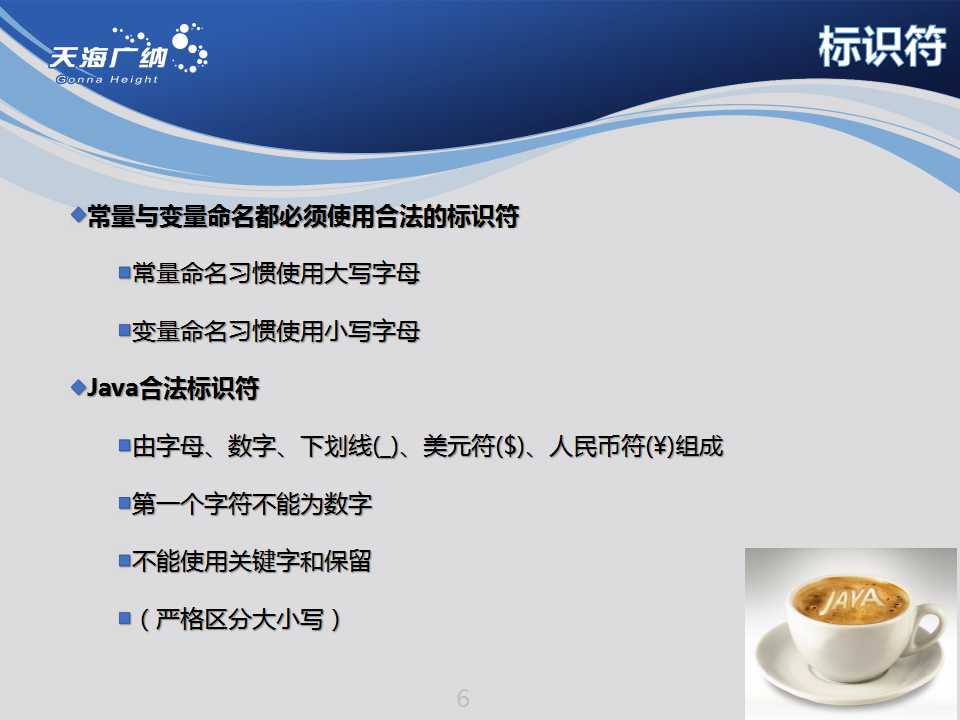 天海广纳
Gonna Height
标识符
常量与变量命名都必须使用合法的标识符
常量命名习惯使用大写字母
变量命名习惯使用小写字母
Java合法标识符
由字母、数字、下划线(_)、美元符($)、人民币符(¥)组成
第一个字符不能为数字
不能使用关键字和保留
（严格区分大小写）
JAVA
6